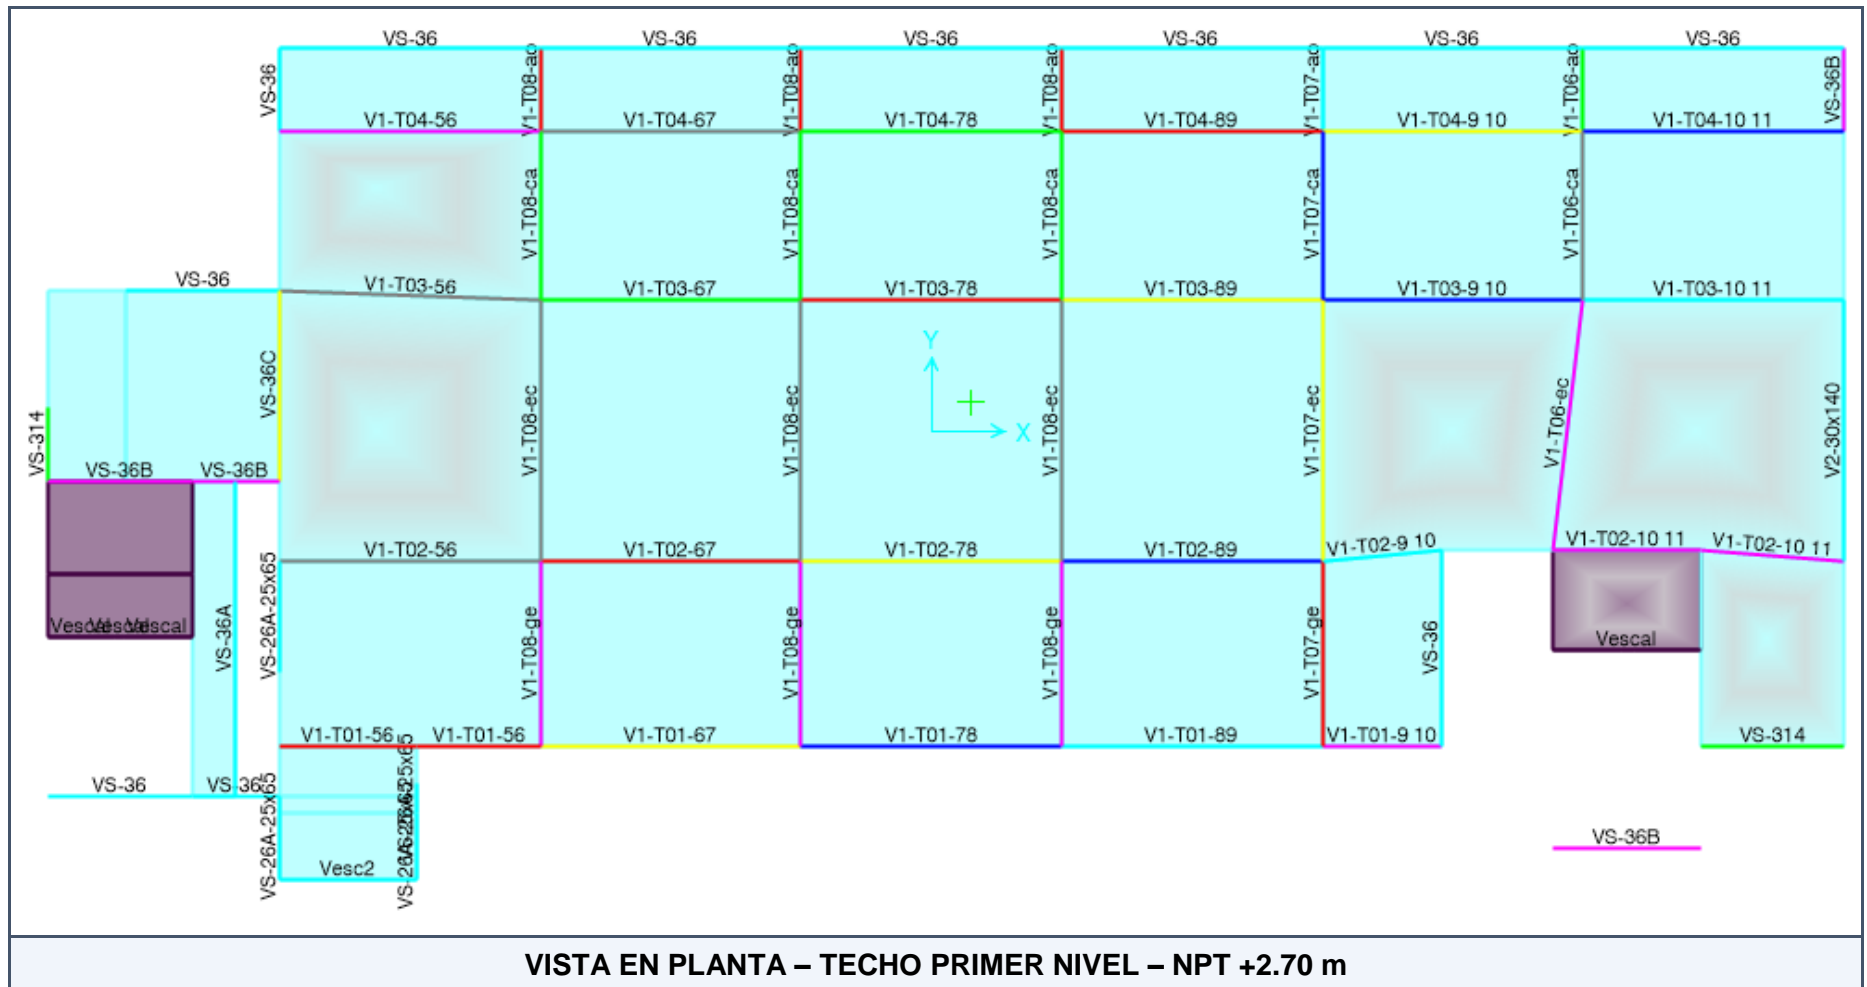 VS-36 VS-36 VS-36 VS-36 VS-36 VS-36
VS-36
V1-T08-ac
V1-T08-ac
V1-T08-ac
V1-T07-ac
V1-T06-ac
VS-36B
V1-T04-56 V1-T04-67 V1-T04-78 V1-T04-89 V1-T04-9 10 V1-T04-10 11
V1-T08-ca
V1-T08-ca
V1-T08-ca
V1-T07-ca
V1-T06-ca
VS-36 V1-T03-56 V1-T03-67 V1-T03-78 V1-T03-89 V1-T03-9 10 V1-T03-10 11
Y
X
VS-314
VS-36C
V1-T08-ec
V1-T08-ec
V1-T08-ec
V1-T07-ec
V1-T06-ec
V2-30x140
VS-36B VS-36B
V1-T02-56 V1-T02-67 V1-T02-78 V1-T02-89 V1-T02-9 10 V1-T02-10 11 V1-T02-10 11
Vescal Vescal Vescal
VS-36A
VS-26A-25x65
V1-T08-ge
V1-T08-ge
V1-T08-ge
V1-T07-ge
VS-36
Vescal
V1-T01-56 V1-T01-56 V1-T01-67 V1-T01-78 V1-T01-89 V1-T01-9 10 VS-314
VS-36 VS-36
VS-26A-25x65
Vesc2
VS-36B
VISTA EN PLANTA – TECHO PRIMER NIVEL – NPT +2.70 m